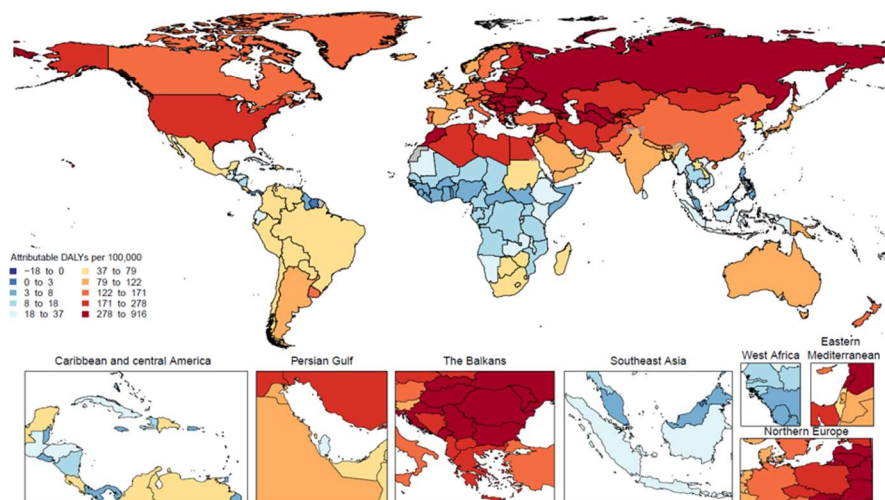 Attributable DALYs per 100,000
−18 to 0
0 to 3
3 to 8
8 to 18
18 to 37
37 to 79
79 to 122
122 to 171
171 to 278
278 to 916
Caribbean and central America
Persian Gulf
The Balkans
Southeast Asia
West Africa
Eastern
Mediterranean
Northern Europe